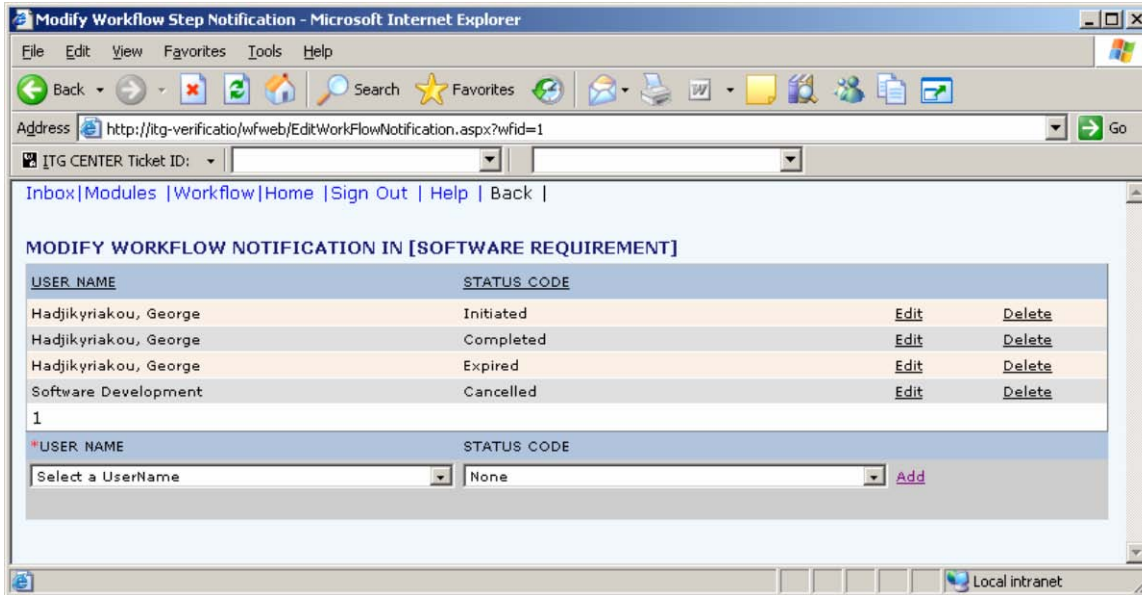 Modify Workflow Step Notification - Microsoft Internet Explorer
File Edit View Favorites Tools Help
Back Search Favorites
Address http://itg-verificatio/wfweb/EditWorkFlowNotification.aspx?wfid=1 Go
ITG CENTER Ticket ID:
Inbox|Modules |Workflow|Home |Sign Out | Help | Back |
MODIFY WORKFLOW NOTIFICATION IN [SOFTWARE REQUIREMENT]
USER NAME STATUS CODE
Hadjikyriakou, George Initiated Edit Delete
Hadjikyriakou, George Completed Edit Delete
Hadjikyriakou, George Expired Edit Delete
Software Development Cancelled Edit Delete
1
*USER NAME STATUS CODE
Select a UserName None Add
Local intranet